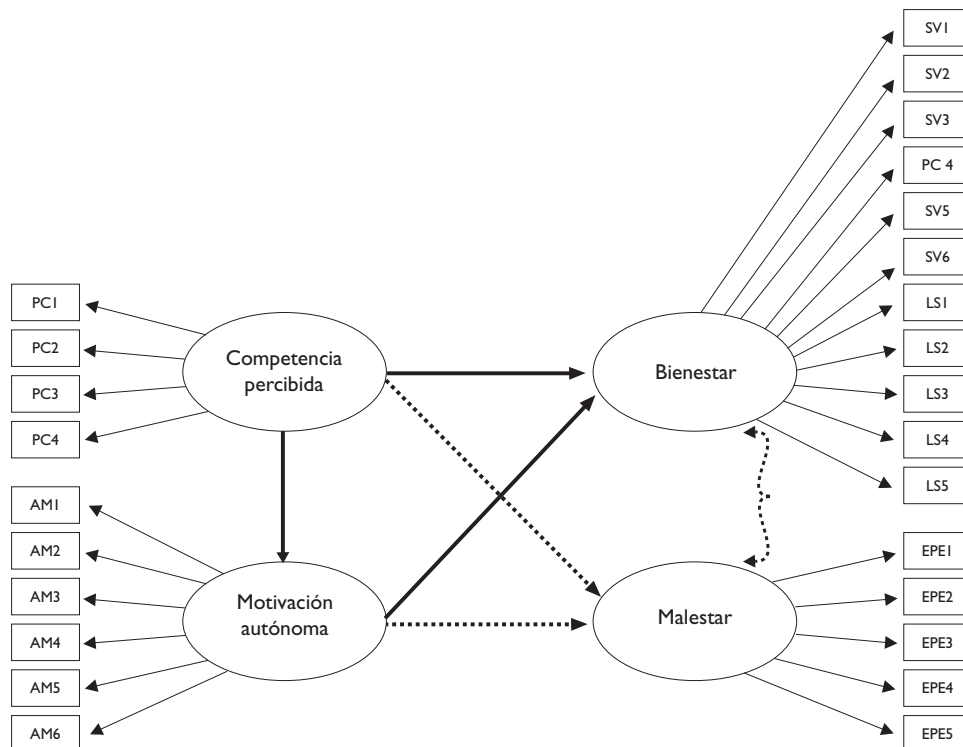 SV1
SV2
SV3
PC 4
SV5
SV6
LS1
LS2
LS3
LS4
LS5
PC1
PC2
PC3
PC4
Competencia
percibida
Bienestar
AM1
AM2
AM3
AM4
AM5
AM6
Motivación
autónoma
Malestar
EPE1
EPE2
EPE3
EPE4
EPE5